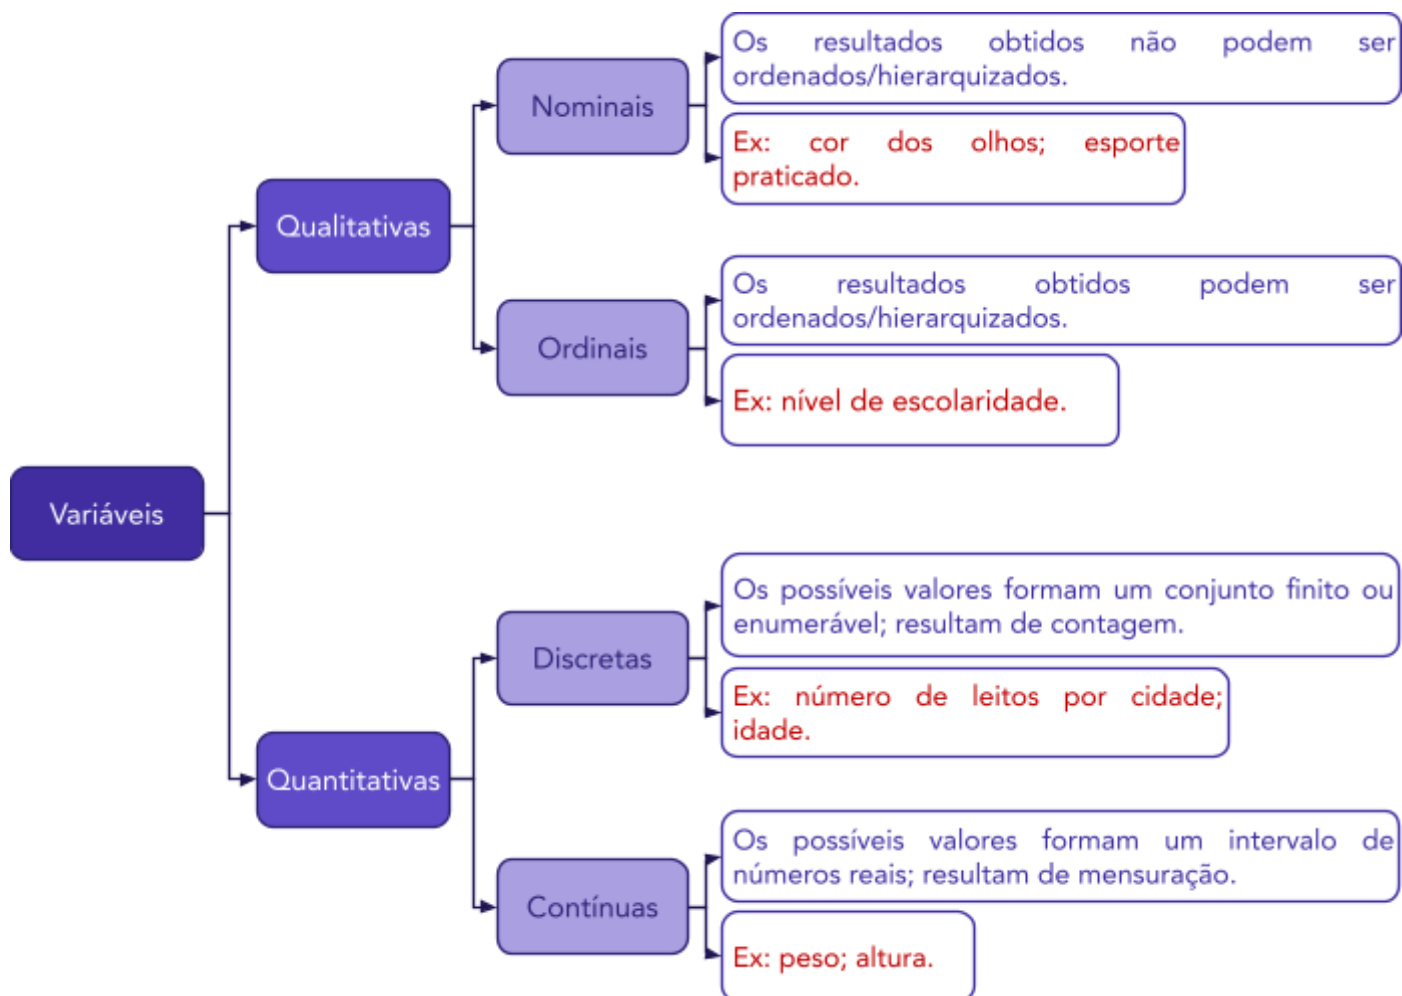 Variáveis
Qualitativas
Nominais
Os resultados obtidos não podem ser
ordenados/hierarquizados.
Ex: cor dos olhos; esporte
praticado.
Ordinais
Os resultados obtidos podem ser
ordenados/hierarquizados.
Ex: nível de escolaridade.
Quantitativas
Discretas
Os possíveis valores formam um conjunto finito ou
enumerável; resultam de contagem.
Ex: número de leitos por cidade;
idade.
Contínuas
Os possíveis valores formam um intervalo de
números reais; resultam de mensuração.
Ex: peso; altura.